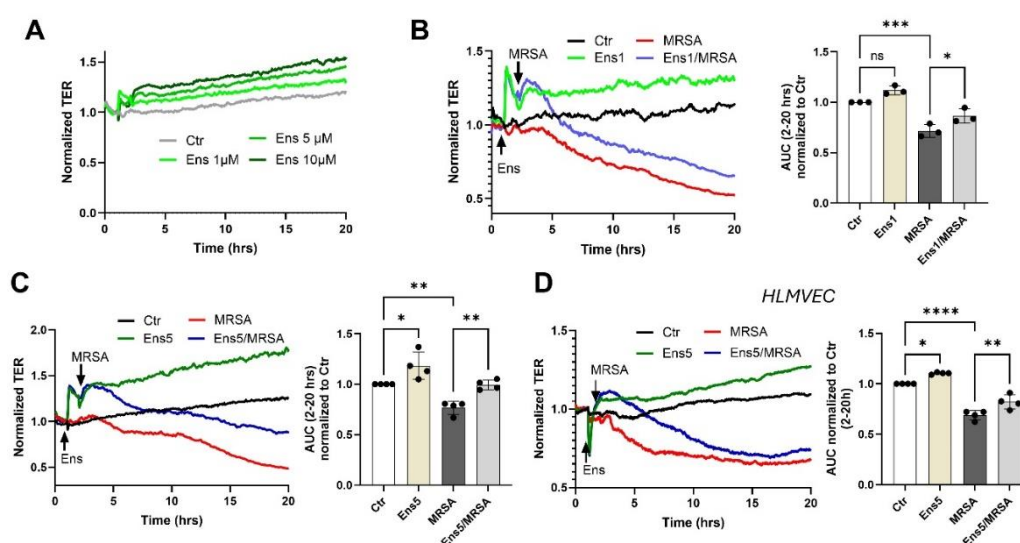 A
Normalized TER
1.5
1.0
0.5
0.0
Ctr
Ens 1µM
Ens 5 µM
Ens 10µM
0 5 10 15 20
Time (hrs)
B
Normalized TER
1.5
1.0
0.5
MRSA
Ens
Ctr
Ens1
MRSA
Ens1/MRSA
0 5 10 15 20
Time (hrs)
AUC (2-20 hrs)
normalized to Ctr
1.5
1.0
0.5
0.0
***
ns
*
Ctr
Ens1
MRSA
Ens1/MRSA
C
Normalized TER
2.0
1.5
1.0
0.5
Ctr
Ens5
MRSA
Ens5/MRSA
MRSA
Ens
0 5 10 15 20
Time (hrs)
AUC (2-20 hrs)
normalized to Ctr
1.5
1.0
0.5
0.0
**
*
**
Ctr
Ens5
MRSA
Ens5/MRSA
D
HLMVEC
Normalized TER
1.5
1.0
0.5
Ctr
Ens5
MRSA
Ens5/MRSA
MRSA
Ens
0 5 10 15 20
Time (hrs)
AUC normalized to Ctr
(2-20h)
1.5
1.0
0.5
0.0
****
*
**
Ctr
Ens5
MRSA
Ens5/MRSA